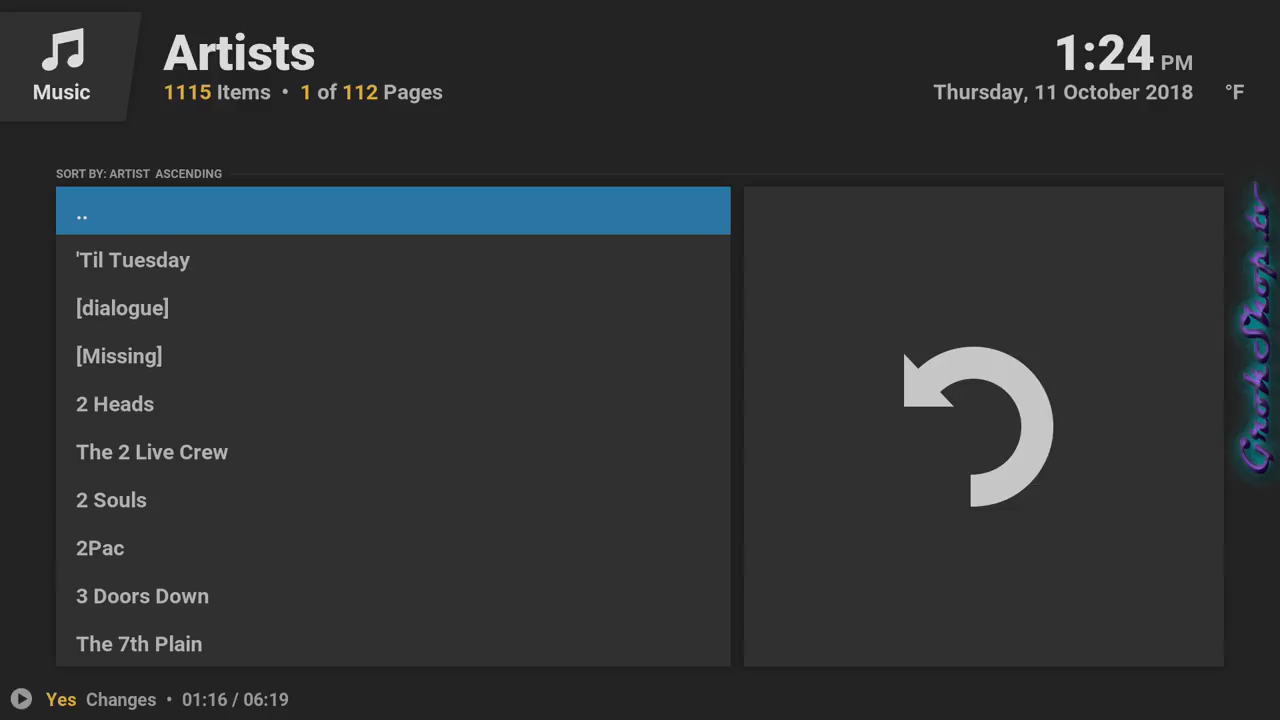 Music
Artists
1115 Items • 1 of 112 Pages
1:24 PM
Thursday, 11 October 2018 °F
SORT BY: ARTIST ASCENDING
..
'Til Tuesday
[dialogue]
[Missing]
2 Heads
The 2 Live Crew
2 Souls
2Pac
3 Doors Down
The 7th Plain
Yes Changes • 01:16 / 06:19
GrokShop.tv